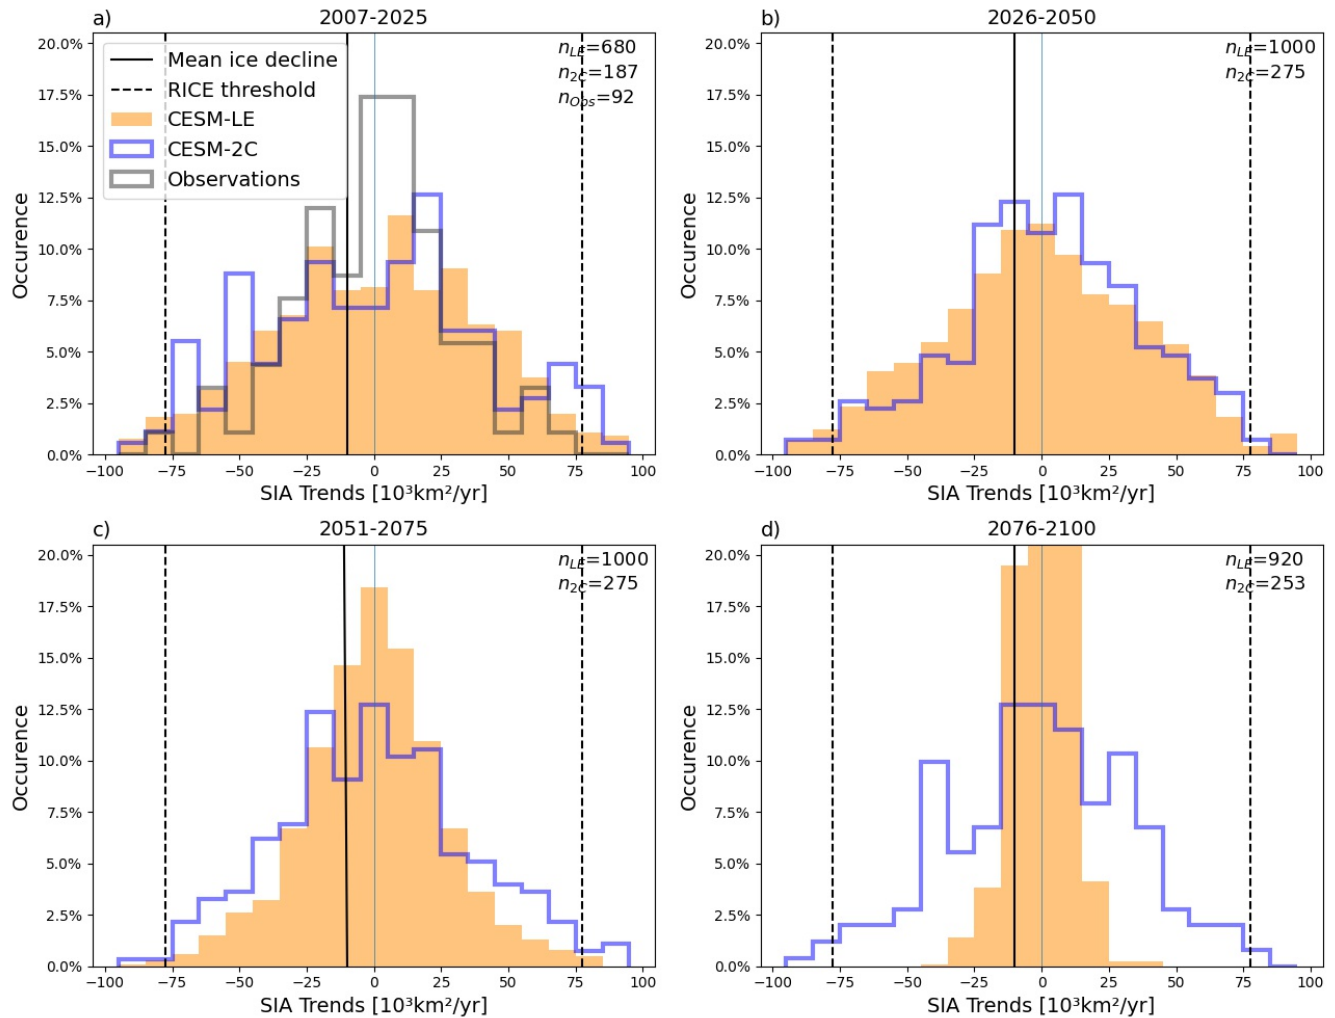 a)
2007-2025
20.0%
17.5%
15.0%
12.5%
10.0%
7.5%
5.0%
2.5%
0.0%
Occurence
Mean ice decline
RICE threshold
CESM-LE
CESM-2C
Observations
n_LE=680
n_2C=187
n_Obs=92
−100
−75
−50
−25
0
25
50
75
100
SIA Trends [10³km²/yr]
b)
2026-2050
20.0%
17.5%
15.0%
12.5%
10.0%
7.5%
5.0%
2.5%
0.0%
Occurence
n_LE=1000
n_2C=275
−100
−75
−50
−25
0
25
50
75
100
SIA Trends [10³km²/yr]
c)
2051-2075
20.0%
17.5%
15.0%
12.5%
10.0%
7.5%
5.0%
2.5%
0.0%
Occurence
n_LE=1000
n_2C=275
−100
−75
−50
−25
0
25
50
75
100
SIA Trends [10³km²/yr]
d)
2076-2100
20.0%
17.5%
15.0%
12.5%
10.0%
7.5%
5.0%
2.5%
0.0%
Occurence
n_LE=920
n_2C=253
−100
−75
−50
−25
0
25
50
75
100
SIA Trends [10³km²/yr]